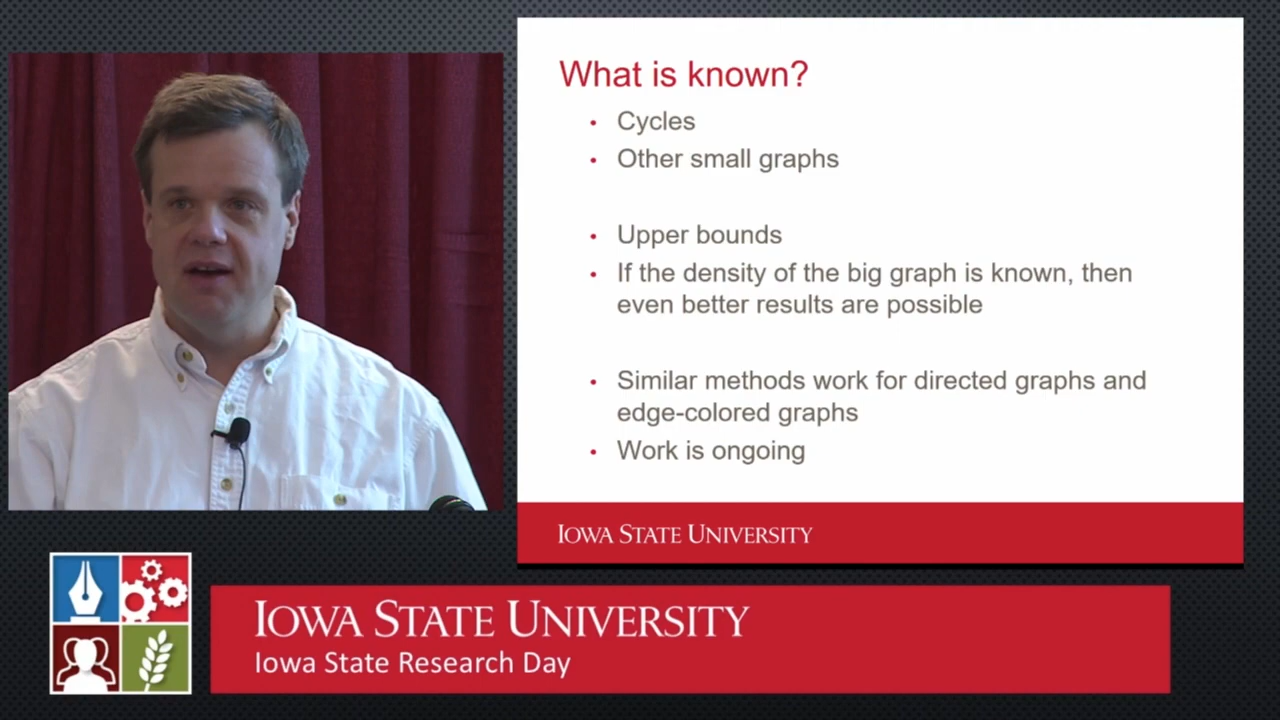 What is known?
• Cycles
• Other small graphs
• Upper bounds
• If the density of the big graph is known, then
even better results are possible
• Similar methods work for directed graphs and
edge-colored graphs
• Work is ongoing
IOWA STATE UNIVERSITY
IOWA STATE UNIVERSITY
Iowa State Research Day